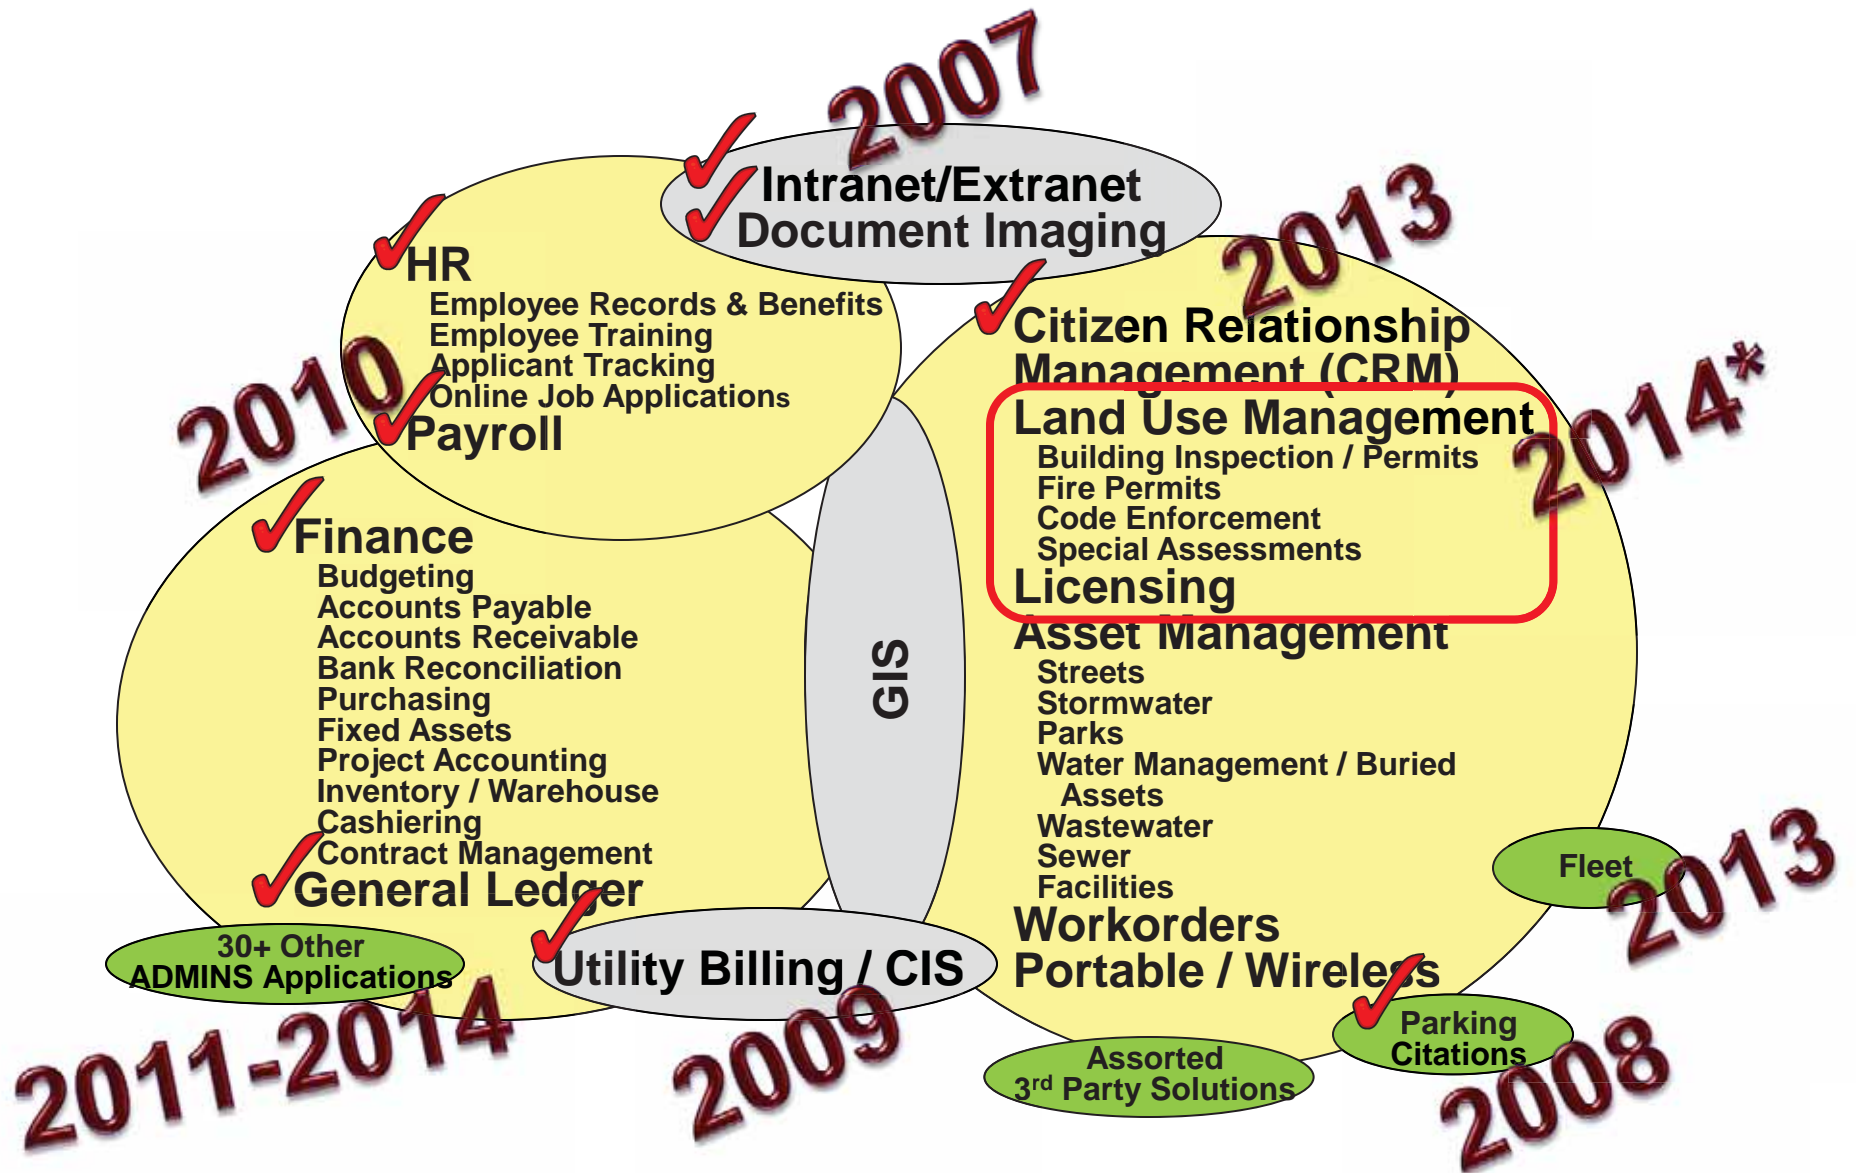 2007
Intranet/Extranet
Document Imaging
2013
HR
Employee Records & Benefits
Employee Training
Applicant Tracking
Online Job Applications
Payroll
2010
Citizen Relationship
Management (CRM)
2014*
Land Use Management
Building Inspection / Permits
Fire Permits
Code Enforcement
Special Assessments
Licensing
Asset Management
Streets
Stormwater
Parks
Water Management / Buried
Assets
Wastewater
Sewer
Facilities
Workorders
Portable / Wireless
Finance
Budgeting
Accounts Payable
Accounts Receivable
Bank Reconciliation
Purchasing
Fixed Assets
Project Accounting
Inventory / Warehouse
Cashiering
Contract Management
General Ledger
GIS
Fleet
2013
30+ Other
ADMINS Applications
2011-2014
Utility Billing / CIS
2009
Assorted
3rd Party Solutions
Parking
Citations
2008